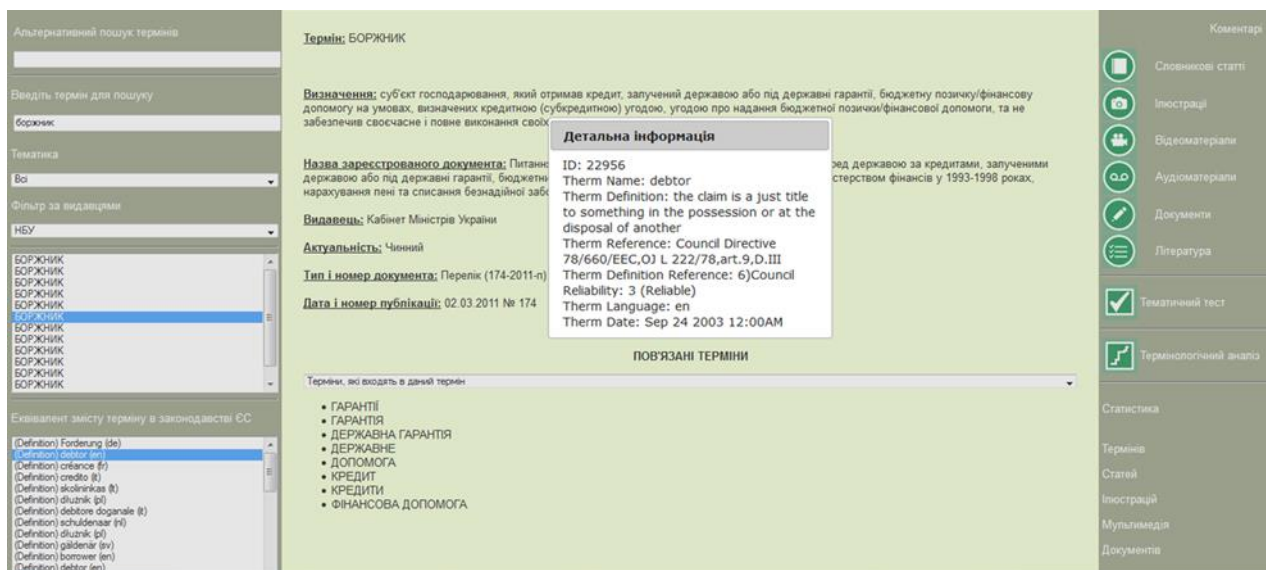 Альтернативний пошук термінів
Введіть термін для пошуку
боржник
Тематика
Всі
Фільтр за видавцями
НБУ
БОРЖНИК
БОРЖНИК
БОРЖНИК
БОРЖНИК
БОРЖНИК
БОРЖНИК
БОРЖНИК
БОРЖНИК
БОРЖНИК
БОРЖНИК
БОРЖНИК
БОРЖНИК
Еквівалент змісту терміну в законодавстві ЄС
(Definition) Forderung (de)
(Definition) debtor (en)
(Definition) créance (fr)
(Definition) credito (it)
(Definition) skolininkas (lt)
(Definition) dłużnik (pl)
(Definition) debitore doganale (it)
(Definition) schuldenaar (nl)
(Definition) dłużnik (pl)
(Definition) gäldenär (sv)
(Definition) borrower (en)
(Definition) debtor (en)
Термін: БОРЖНИК
Визначення: суб'єкт господарювання, який отримав кредит, залучений державою або під державні гарантії, бюджетну позичку/фінансову
допомогу на умовах, визначених кредитною (субкредитною) угодою, угодою про надання бюджетної позички/фінансової допомоги, та не
забезпечив своєчасне і повне виконання своїх
Назва зареєстрованого документа: Питання ред державою за кредитами, залученими
державою або під державні гарантії, бюджетни стерством фінансів у 1993-1998 роках,
нарахування пені та списання безнадійної забо
Видавець: Кабінет Міністрів України
Актуальність: Чинний
Тип і номер документа: Перелік (174-2011-п)
Дата і номер публікації: 02.03.2011 № 174
Детальна інформація
ID: 22956
Therm Name: debtor
Therm Definition: the claim is a just title
to something in the possession or at the
disposal of another
Therm Reference: Council Directive
78/660/EEC,OJ L 222/78,art.9,D.III
Therm Definition Reference: 6)Council
Reliability: 3 (Reliable)
Therm Language: en
Therm Date: Sep 24 2003 12:00AM
ПОВ'ЯЗАНІ ТЕРМІНИ
Терміни, які входять в даний термін
• ГАРАНТІЇ
• ГАРАНТІЯ
• ДЕРЖАВНА ГАРАНТІЯ
• ДЕРЖАВНЕ
• ДОПОМОГА
• КРЕДИТ
• КРЕДИТИ
• ФІНАНСОВА ДОПОМОГА
Коментарі
Словникові статті
Ілюстрації
Відеоматеріали
Аудіоматеріали
Документи
Література
Тематичний тест
Термінологічний аналіз
Статистика
Термінів
Статей
Ілюстрацій
Мультимедія
Документів